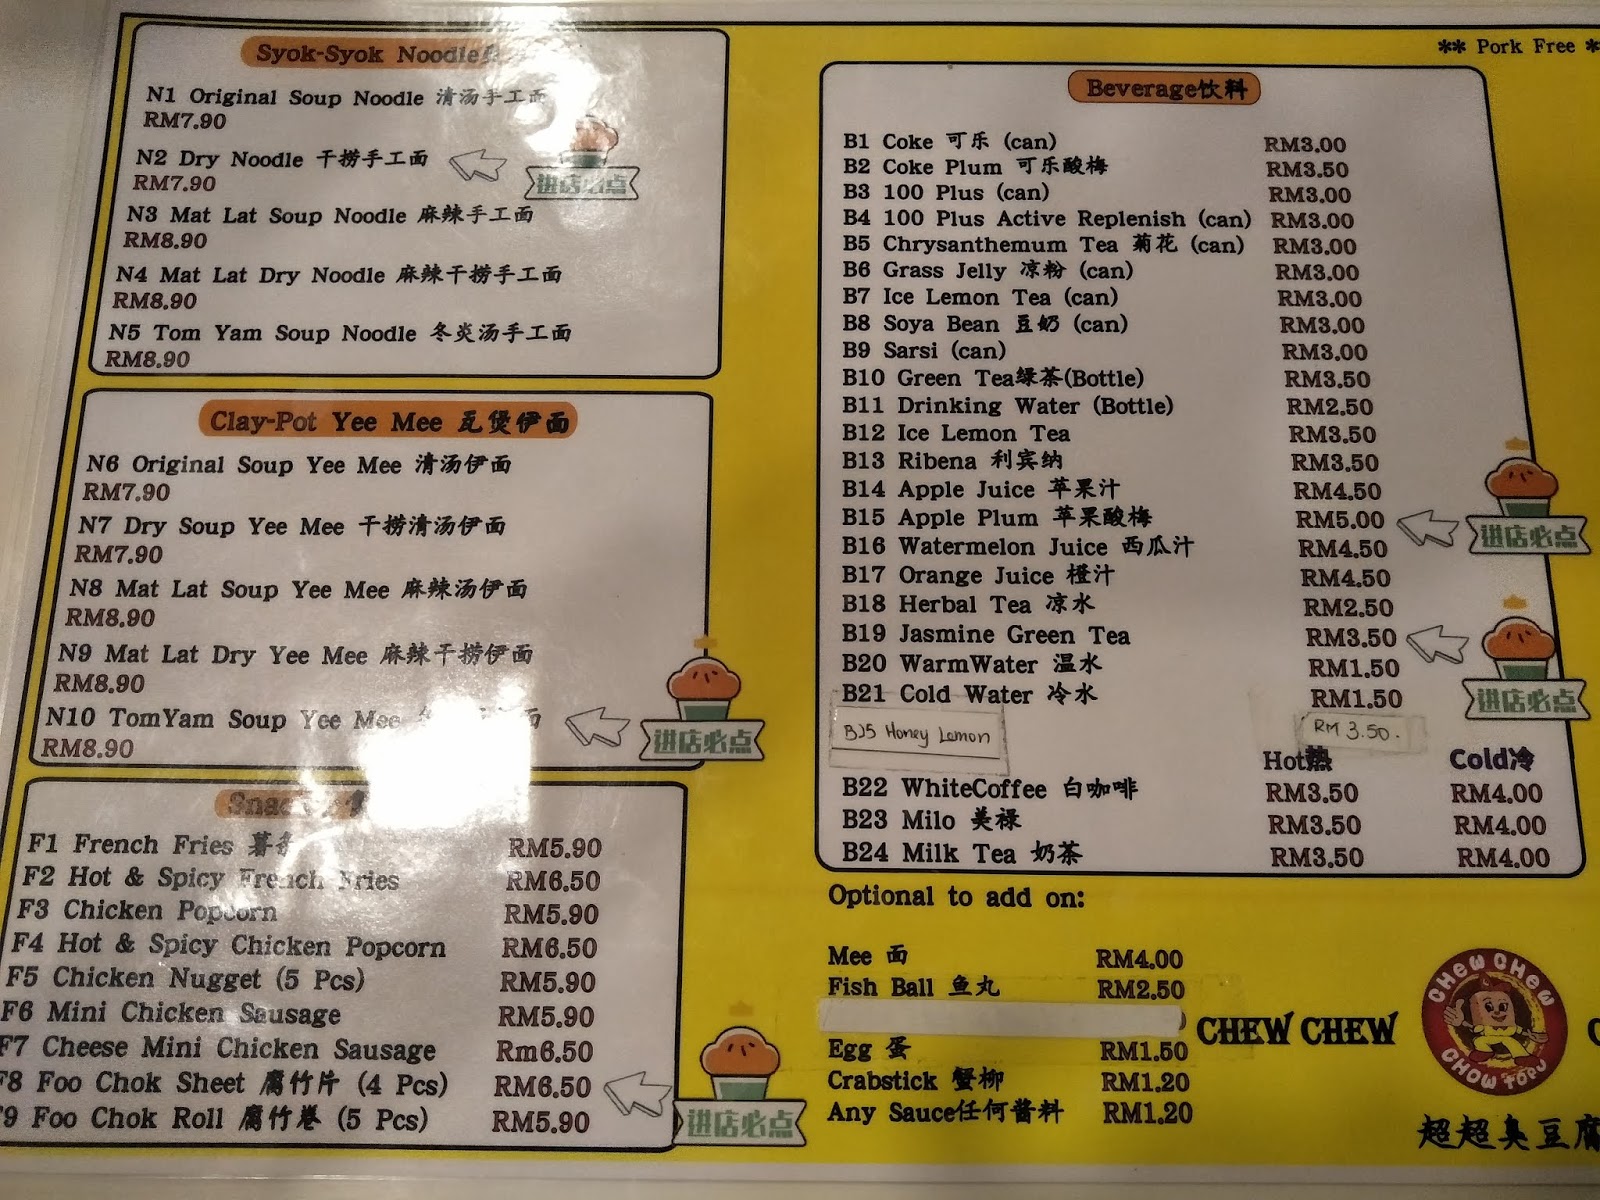 Syok-Syok Noodle
N1 Original Soup Noodle 清汤手工面
RM7.90
N2 Dry Noodle 干捞手工面
RM7.90
进店必点
N3 Mat Lat Soup Noodle 麻辣手工面
RM8.90
N4 Mat Lat Dry Noodle 麻辣干捞手工面
RM8.90
N5 Tom Yam Soup Noodle 冬炎汤手工面
RM8.90
Clay-Pot Yee Mee 瓦煲伊面
N6 Original Soup Yee Mee 清汤伊面
RM7.90
N7 Dry Soup Yee Mee 干捞清汤伊面
RM7.90
N8 Mat Lat Soup Yee Mee 麻辣汤伊面
RM8.90
N9 Mat Lat Dry Yee Mee 麻辣干捞伊面
RM8.90
N10 TomYam Soup Yee Mee
RM8.90
进店必点
F1 French Fries RM5.90
F2 Hot & Spicy French Fries RM6.50
F3 Chicken Popcorn RM5.90
F4 Hot & Spicy Chicken Popcorn RM6.50
F5 Chicken Nugget (5 Pcs) RM5.90
F6 Mini Chicken Sausage RM5.90
F7 Cheese Mini Chicken Sausage Rm6.50
F8 Foo Chok Sheet 腐竹片 (4 Pcs) RM6.50
F9 Foo Chok Roll 腐竹卷 (5 Pcs) RM5.90
进店必点
** Pork Free *
Beverage饮料
B1 Coke 可乐 (can) RM3.00
B2 Coke Plum 可乐酸梅 RM3.50
B3 100 Plus (can) RM3.00
B4 100 Plus Active Replenish (can) RM3.00
B5 Chrysanthemum Tea 菊花 (can) RM3.00
B6 Grass Jelly 凉粉 (can) RM3.00
B7 Ice Lemon Tea (can) RM3.00
B8 Soya Bean 豆奶 (can) RM3.00
B9 Sarsi (can) RM3.00
B10 Green Tea绿茶(Bottle) RM3.50
B11 Drinking Water (Bottle) RM2.50
B12 Ice Lemon Tea RM3.50
B13 Ribena 利宾纳 RM3.50
B14 Apple Juice 苹果汁 RM4.50
B15 Apple Plum 苹果酸梅 RM5.00
进店必点
B16 Watermelon Juice 西瓜汁 RM4.50
B17 Orange Juice 橙汁 RM4.50
B18 Herbal Tea 凉水 RM2.50
B19 Jasmine Green Tea RM3.50
B20 WarmWater 温水 RM1.50
进店必点
B21 Cold Water 冷水 RM1.50
B25 Honey Lemon RM 3.50.
Hot热 Cold冷
B22 WhiteCoffee 白咖啡 RM3.50 RM4.00
B23 Milo 美禄 RM3.50 RM4.00
B24 Milk Tea 奶茶 RM3.50 RM4.00
Optional to add on:
Mee 面 RM4.00
Fish Ball 鱼丸 RM2.50
Egg 蛋 RM1.50
Crabstick 蟹柳 RM1.20
Any Sauce任何酱料 RM1.20
CHEW CHEW
CHEW CHEW
CHOW TOFU
超超臭豆腐